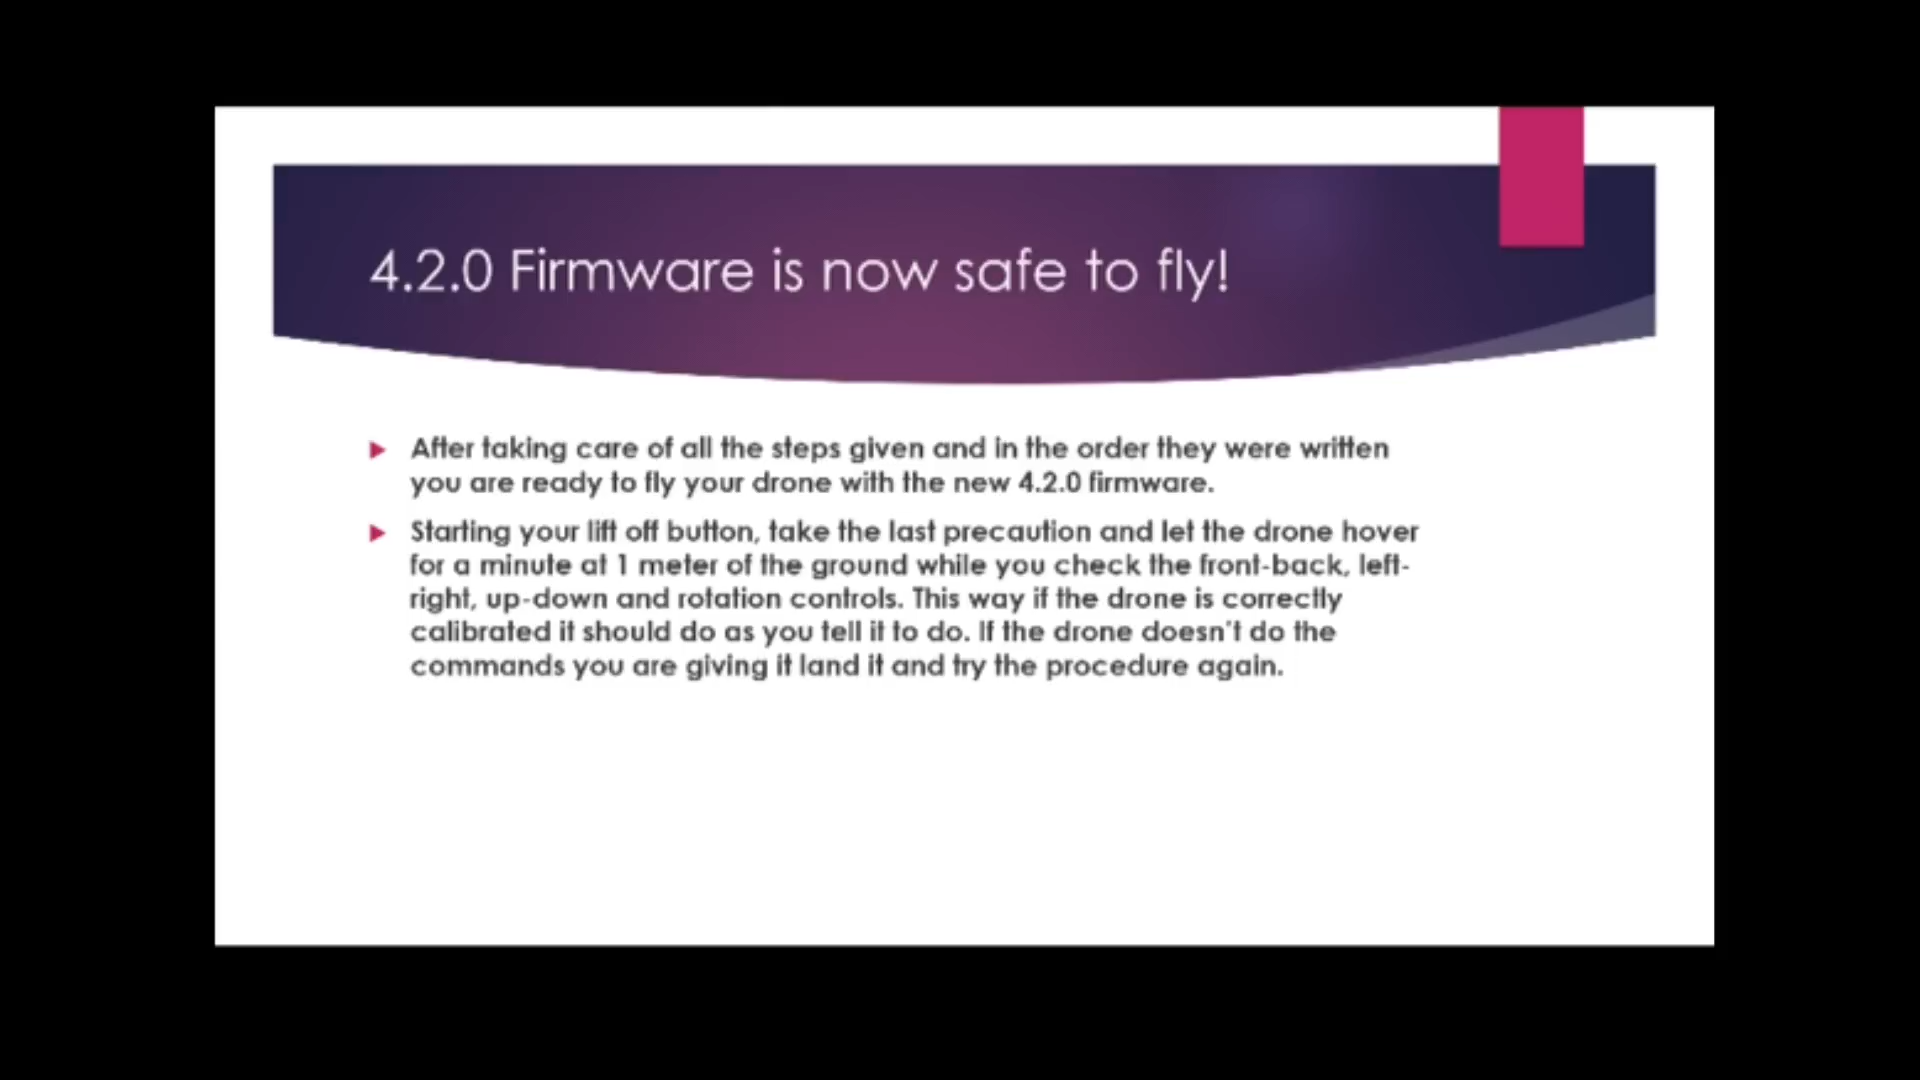 4.2.0 Firmware is now safe to fly!
After taking care of all the steps given and in the order they were written
you are ready to fly your drone with the new 4.2.0 firmware.
Starting your lift off button, take the last precaution and let the drone hover
for a minute at 1 meter of the ground while you check the front-back, left-
right, up-down and rotation controls. This way if the drone is correctly
calibrated it should do as you tell it to do. If the drone doesn't do the
commands you are giving it land it and try the procedure again.